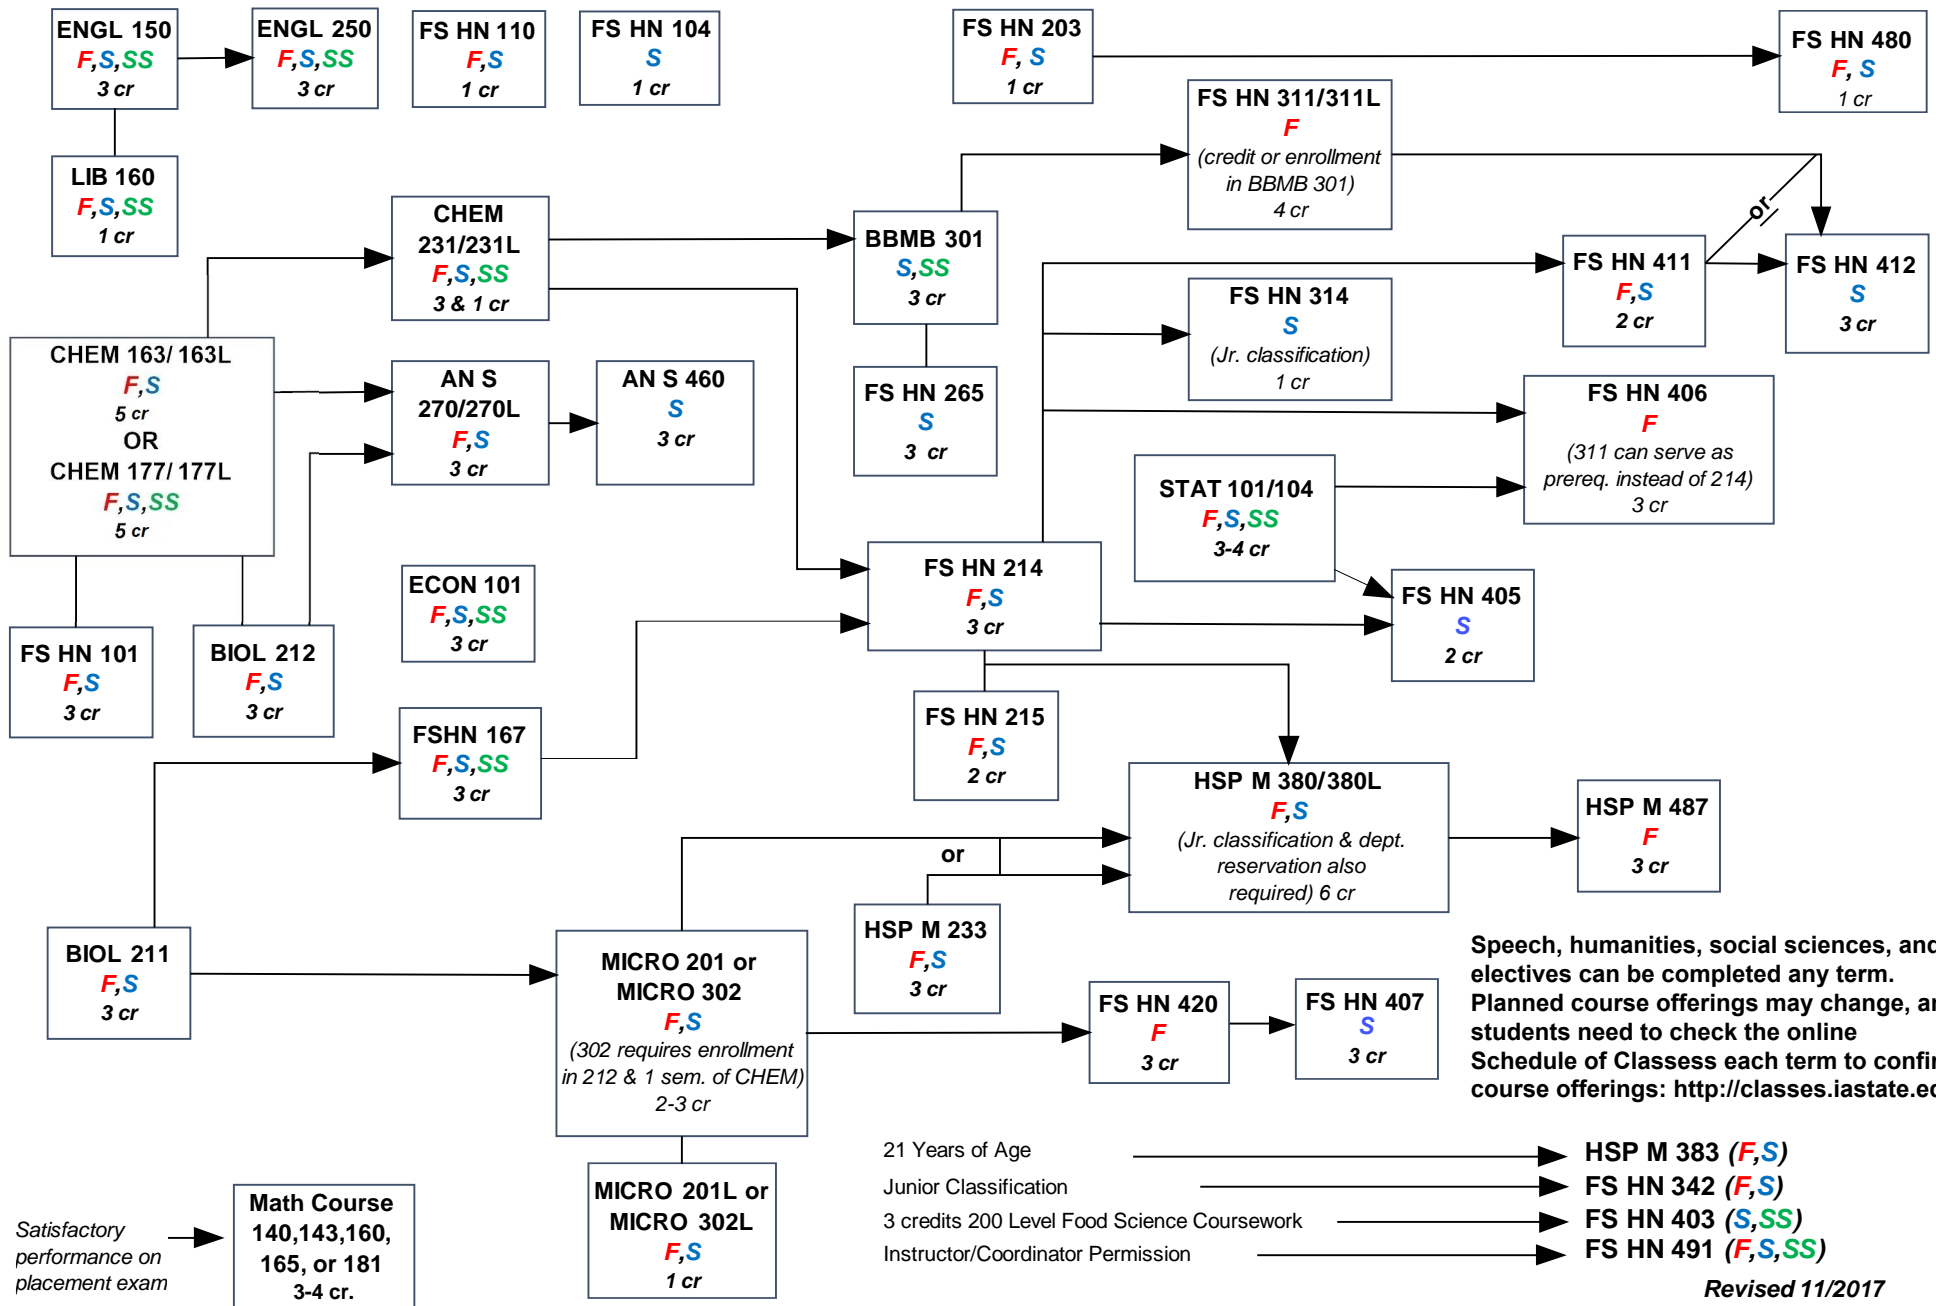 ENGL 150
F,S,SS
3 cr
ENGL 250
F,S,SS
3 cr
FS HN 110
F,S
1 cr
FS HN 104
S
1 cr
FS HN 203
F, S
1 cr
FS HN 480
F, S
1 cr
LIB 160
F,S,SS
1 cr
FS HN 311/311L
F
(credit or enrollment
in BBMB 301)
4 cr
CHEM
231/231L
F,S,SS
3 & 1 cr
BBMB 301
S,SS
3 cr
or
FS HN 411
F,S
2 cr
FS HN 412
S
3 cr
FS HN 314
S
(Jr. classification)
1 cr
CHEM 163/ 163L
F,S
5 cr
OR
CHEM 177/ 177L
F,S,SS
5 cr
AN S
270/270L
F,S
3 cr
AN S 460
S
3 cr
FS HN 265
S
3 cr
FS HN 406
F
(311 can serve as
prereq. instead of 214)
3 cr
STAT 101/104
F,S,SS
3-4 cr
ECON 101
F,S,SS
3 cr
FS HN 214
F,S
3 cr
FS HN 405
S
2 cr
FS HN 101
F,S
3 cr
BIOL 212
F,S
3 cr
FSHN 167
F,S,SS
3 cr
FS HN 215
F,S
2 cr
HSP M 380/380L
F,S
(Jr. classification & dept.
reservation also
required) 6 cr
HSP M 487
F
3 cr
or
BIOL 211
F,S
3 cr
MICRO 201 or
MICRO 302
F,S
(302 requires enrollment
in 212 & 1 sem. of CHEM)
2-3 cr
HSP M 233
F,S
3 cr
FS HN 420
F
3 cr
FS HN 407
S
3 cr
Speech, humanities, social sciences, and
electives can be completed any term.
Planned course offerings may change, an
students need to check the online
Schedule of Classess each term to confir
course offerings: http://classes.iastate.ed
MICRO 201L or
MICRO 302L
F,S
1 cr
Satisfactory
performance on
placement exam
Math Course
140,143,160,
165, or 181
3-4 cr.
21 Years of Age
HSP M 383 (F,S)
Junior Classification
FS HN 342 (F,S)
3 credits 200 Level Food Science Coursework
FS HN 403 (S,SS)
Instructor/Coordinator Permission
FS HN 491 (F,S,SS)
Revised 11/2017